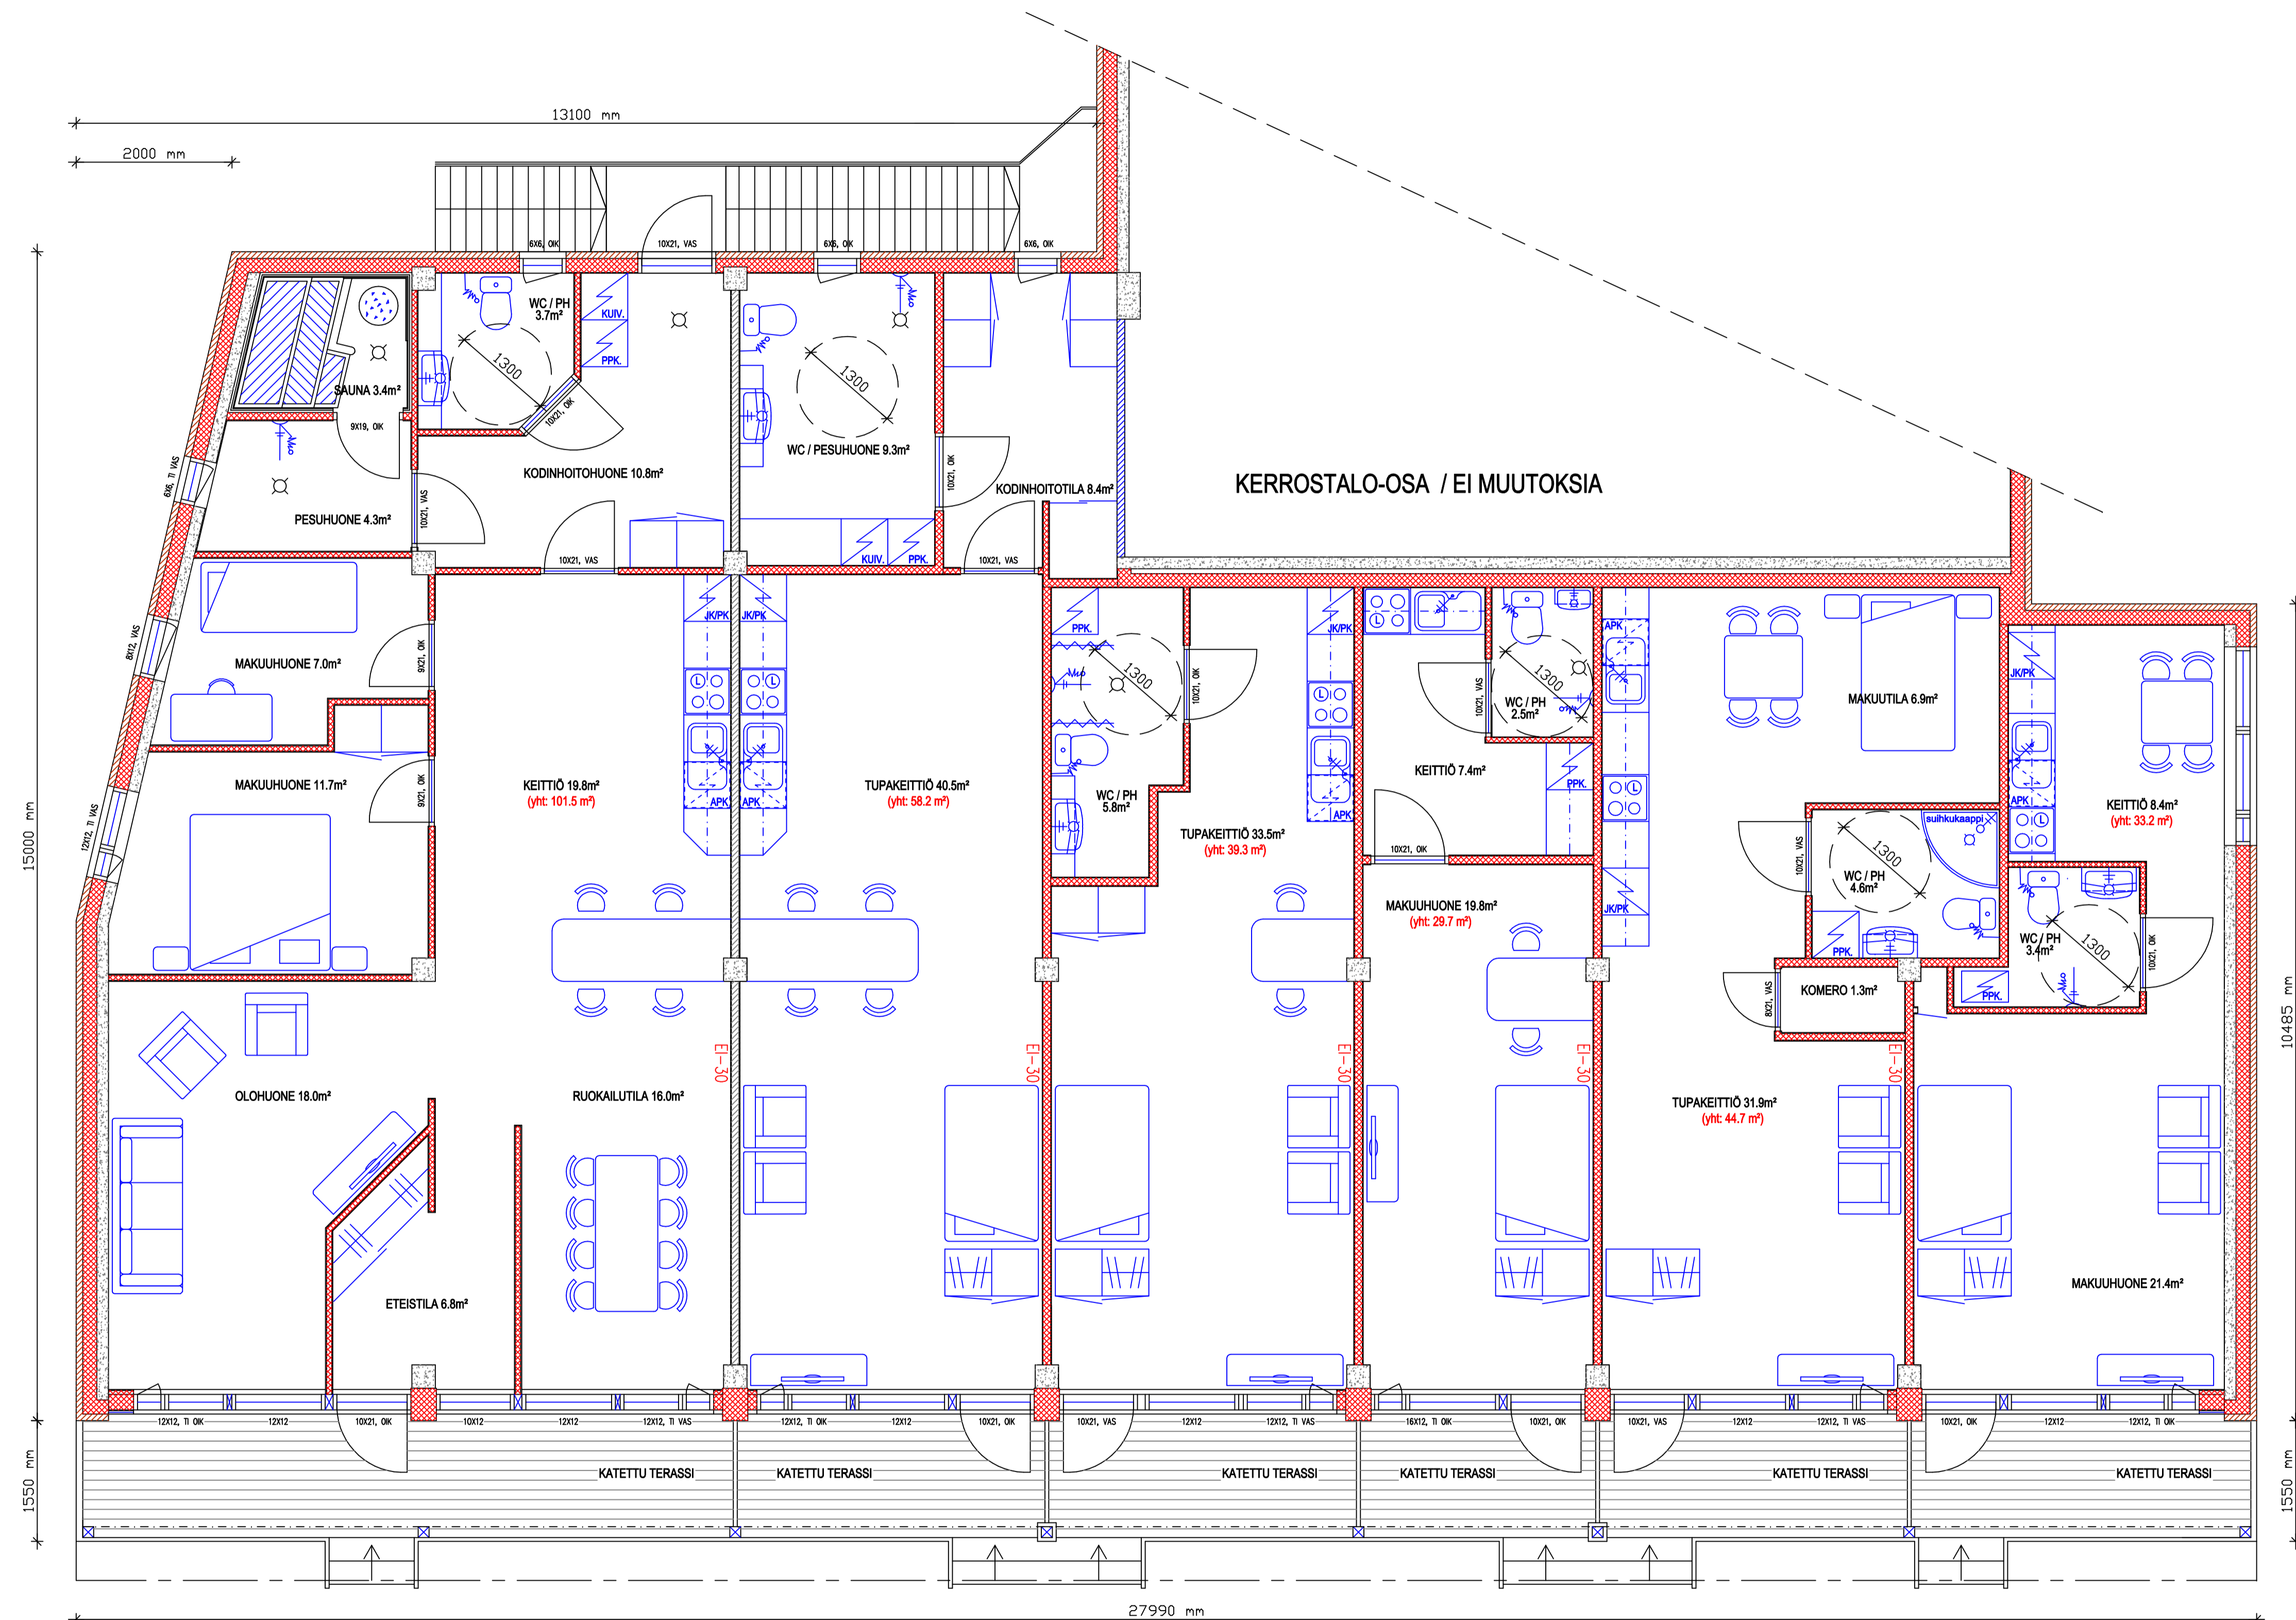 13100 mm
2000 mm
6X6, OIK
10X21, VAS
6X6, OIK
6X6, OIK
WC / PH
3.7m²
KUIV.
PPK.
1300
10X21, OIK
SAUNA 3.4m²
9X19, OIK
6X6, TI VAS
PESUHUONE 4.3m²
10X21, VAS
KODINHOITOHUONE 10.8m²
10X21, VAS
1300
WC / PESUHUONE 9.3m²
10X21, OIK
KUIV.
PPK.
KODINHOITOTILA 8.4m²
10X21, VAS
KERROSTALO-OSA / EI MUUTOKSIA
8X12, VAS
MAKUUHUONE 7.0m²
9X21, OIK
12X12, TI VAS
MAKUUHUONE 11.7m²
9X21, OIK
JK/PK
JK/PK
L
L
APK
APK
KEITTIÖ 19.8m²
(yht: 101.5 m²)
TUPAKEITTIÖ 40.5m²
(yht: 58.2 m²)
PPK.
1300
10X21, OIK
WC / PH
5.8m²
JK/PK
L
APK
TUPAKEITTIÖ 33.5m²
(yht: 39.3 m²)
L
10X21, VAS
1300
WC / PH
2.5m²
KEITTIÖ 7.4m²
PPK.
10X21, OIK
MAKUUHUONE 19.8m²
(yht: 29.7 m²)
APK
L
JK/PK
MAKUUTILA 6.9m²
10X21, VAS
suihkukaappi
1300
WC / PH
4.6m²
PPK.
KOMERO 1.3m²
8X21, VAS
JK/PK
APK
L
KEITTIÖ 8.4m²
(yht: 33.2 m²)
WC / PH
3.4m²
1300
PPK.
10X21, OIK
15000 mm
10485 mm
EI-30
EI-30
EI-30
EI-30
EI-30
OLOHUONE 18.0m²
RUOKAILUTILA 16.0m²
TUPAKEITTIÖ 31.9m²
(yht: 44.7 m²)
ETEISTILA 6.8m²
MAKUUHUONE 21.4m²
12X12, TI OIK
12X12
10X21, OIK
10X12
12X12
12X12, TI VAS
12X12, TI OIK
12X12
10X21, OIK
10X21, VAS
12X12
12X12, TI VAS
16X12, TI OIK
10X21, OIK
10X21, VAS
12X12
12X12, TI VAS
10X21, OIK
12X12
12X12, TI OIK
KATETTU TERASSI
KATETTU TERASSI
KATETTU TERASSI
KATETTU TERASSI
KATETTU TERASSI
KATETTU TERASSI
1550 mm
1550 mm
27990 mm